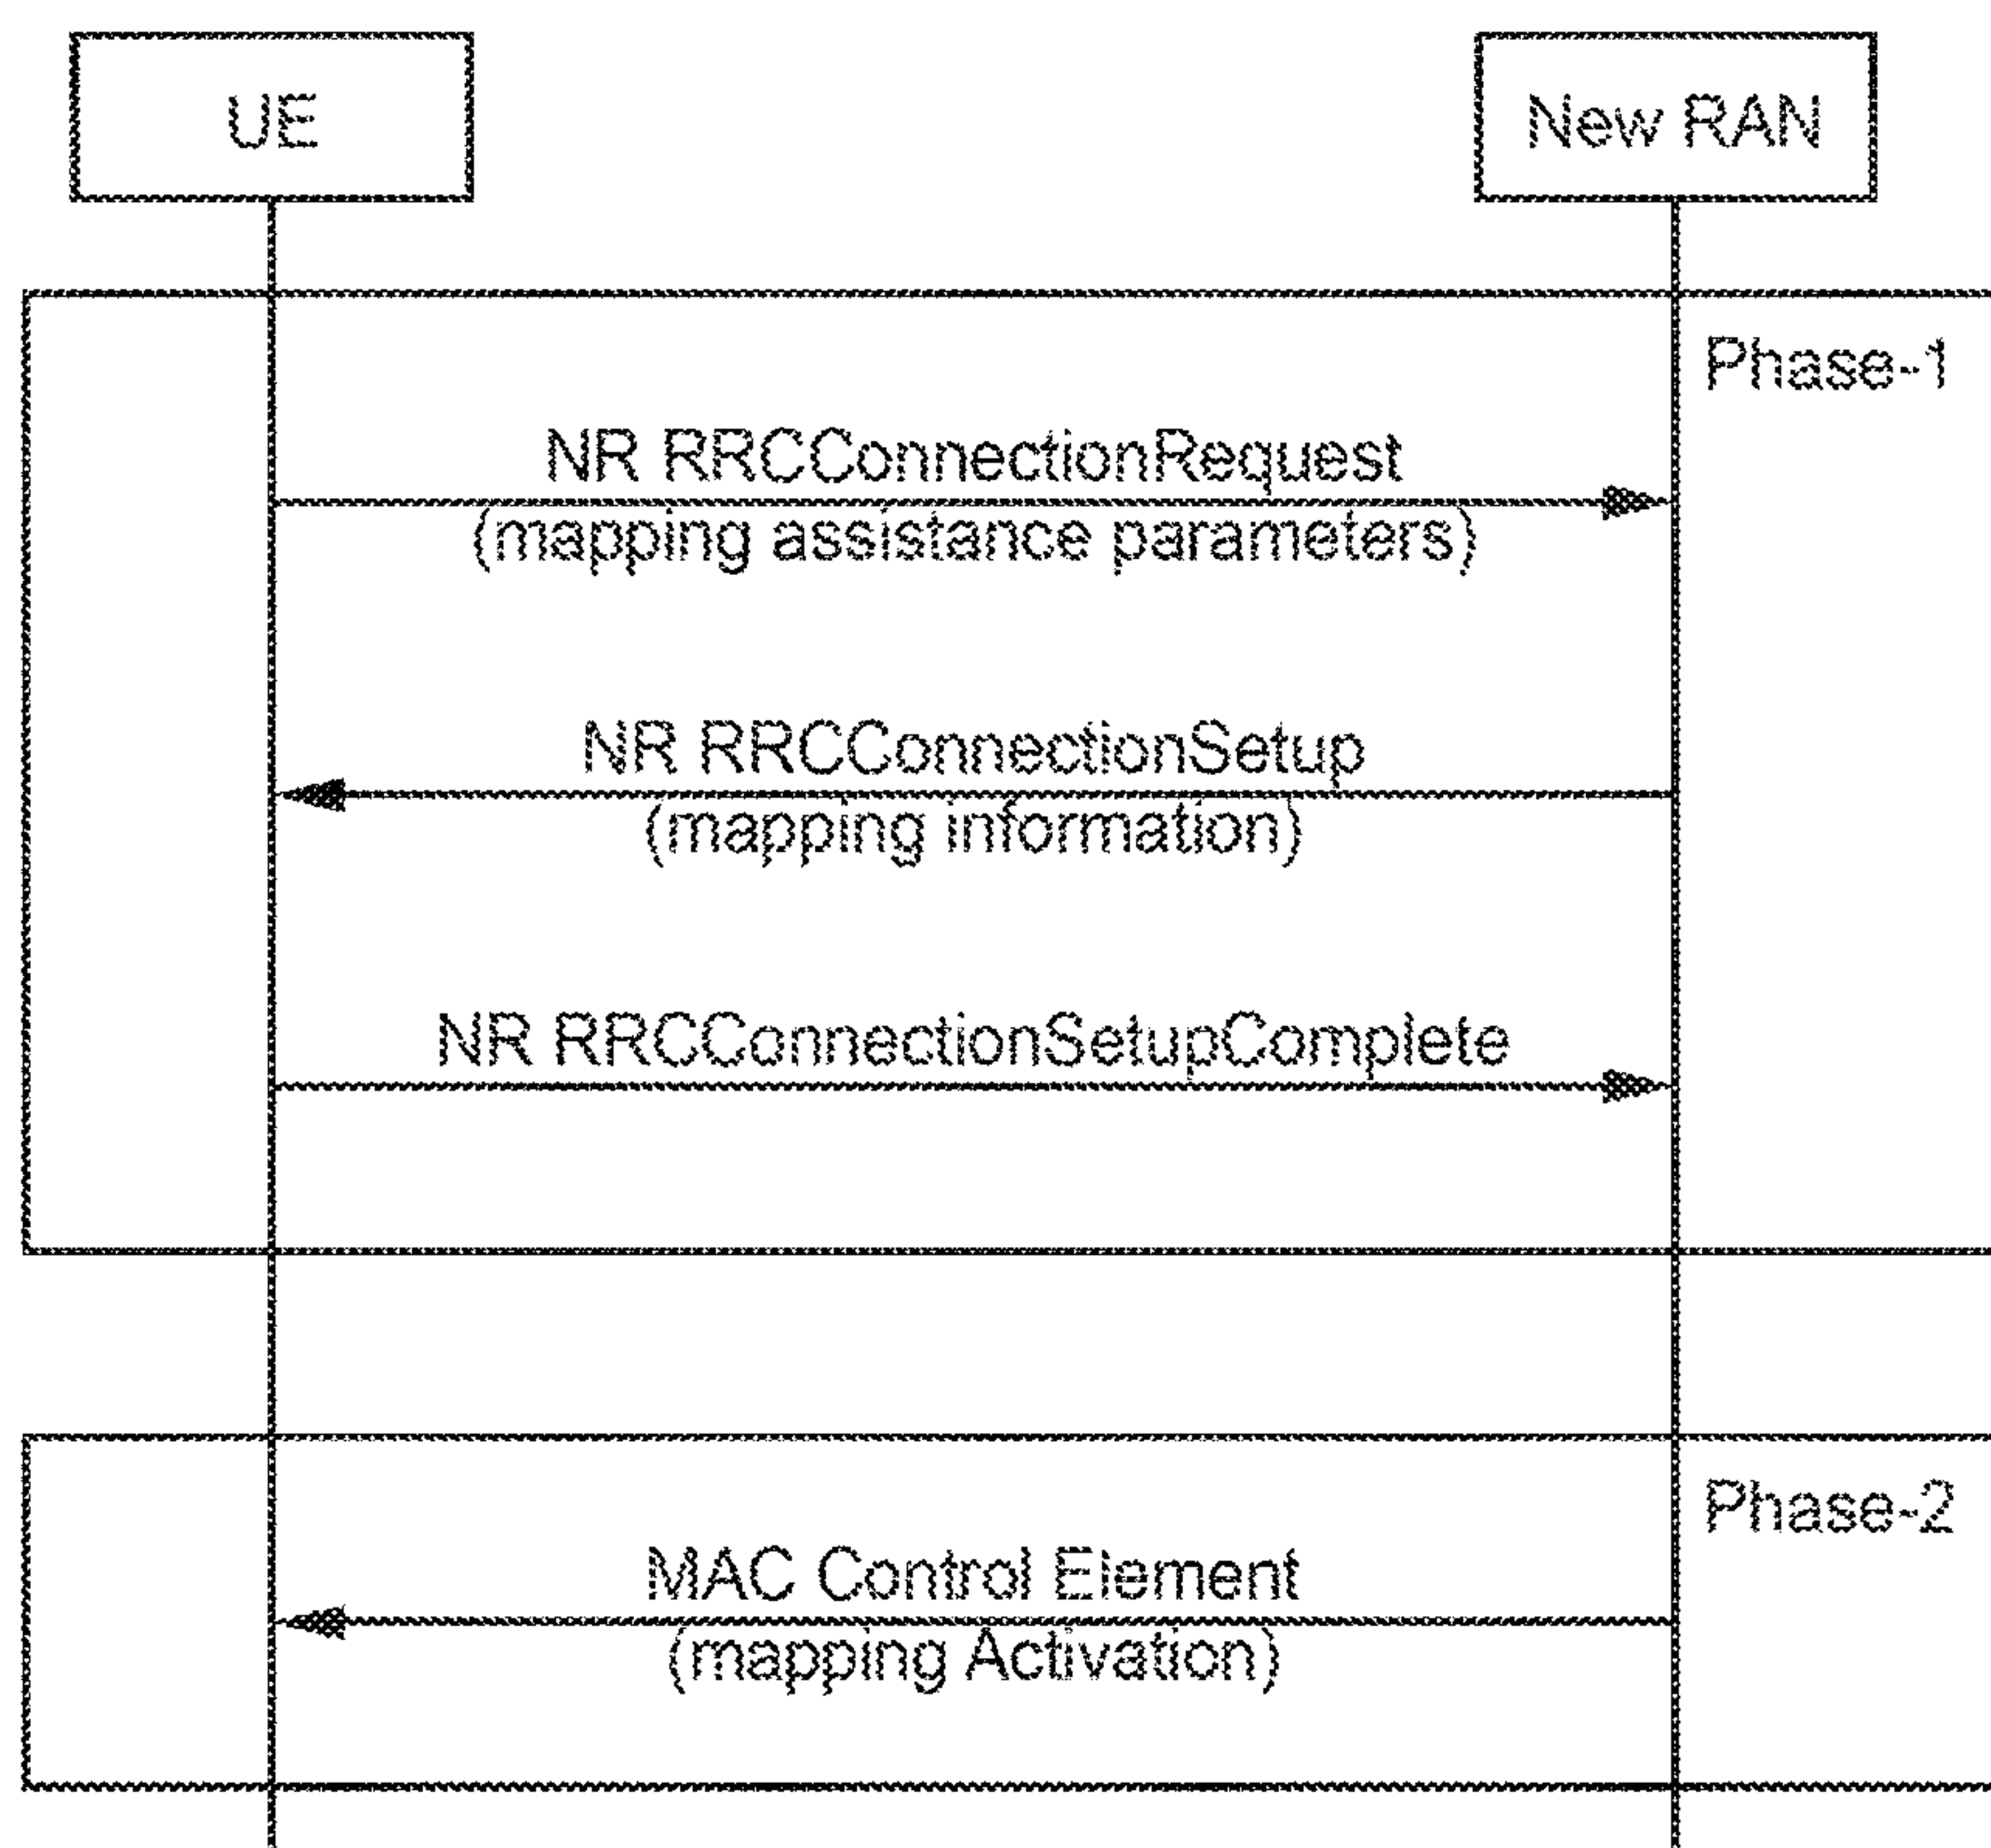 UE
New RAN
Phase-1
NR RRCConnectionRequest
(mapping assistance parameters)
NR RRCConnectionSetup
(mapping information)
NR RRCConnectionSetupComplete
Phase-2
MAC Control Element
(mapping Activation)